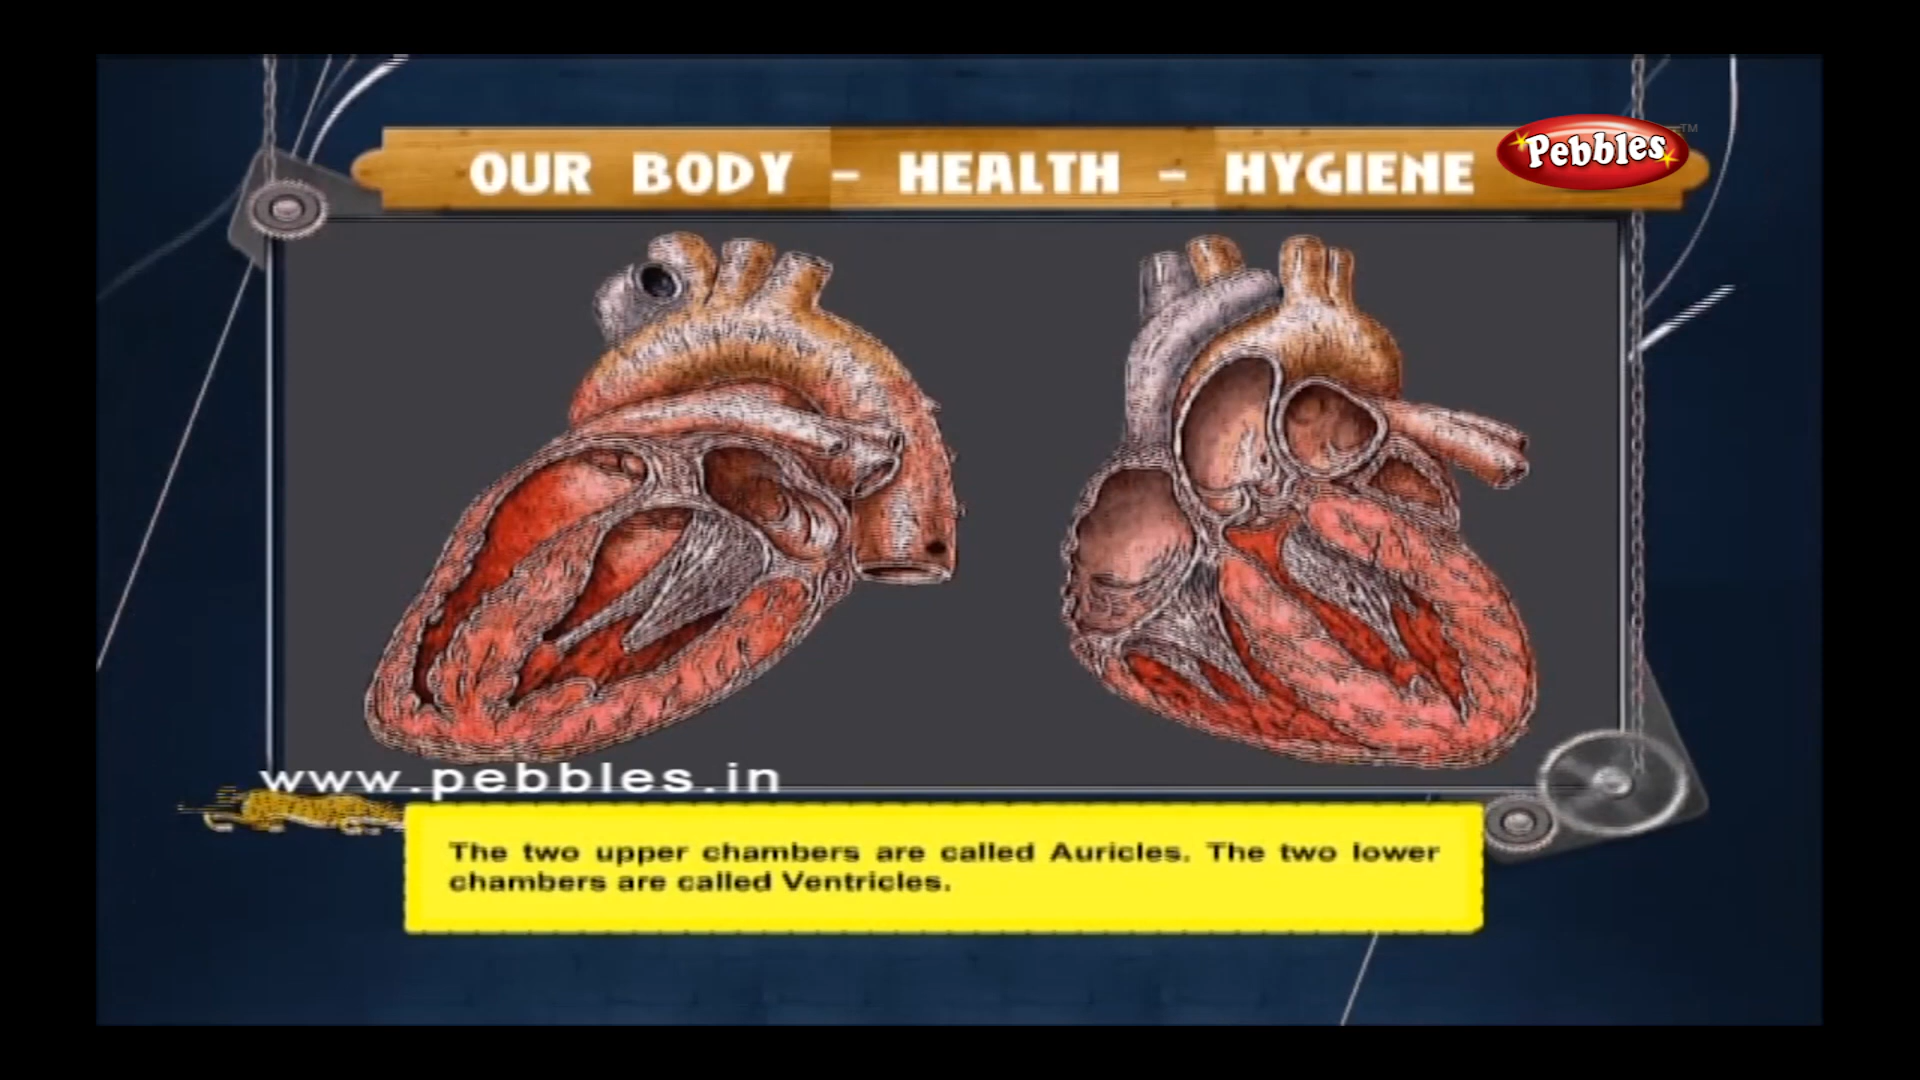 OUR BODY - HEALTH - HYGIENE
Pebbles TM
www.pebbles.in
The two upper chambers are called Auricles. The two lower
chambers are called Ventricles.